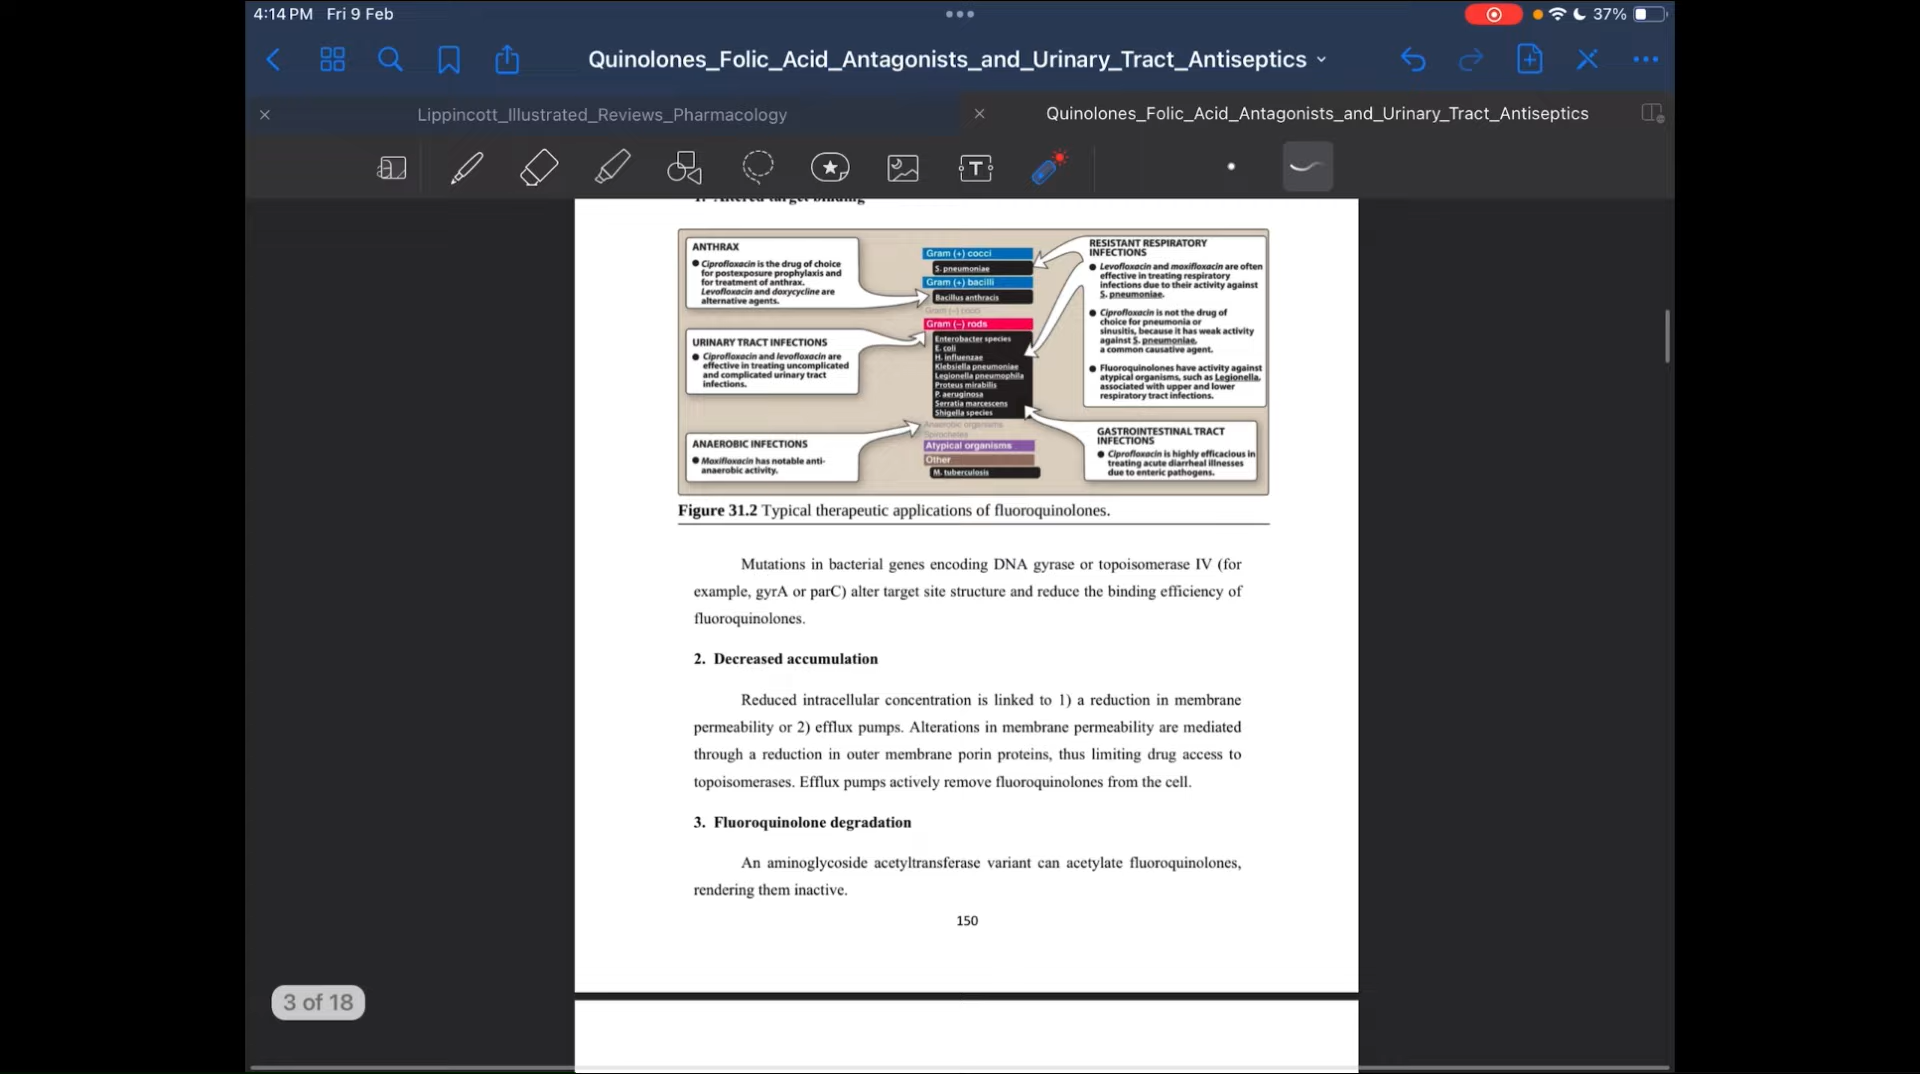 4:14 PM Fri 9 Feb
37%
Quinolones_Folic_Acid_Antagonists_and_Urinary_Tract_Antiseptics
Lippincott_Illustrated_Reviews_Pharmacology
Quinolones_Folic_Acid_Antagonists_and_Urinary_Tract_Antiseptics
T
1. Altered target binding
ANTHRAX
Ciprofloxacin is the drug of choice
for postexposure prophylaxis and
for treatment of anthrax.
Levofloxacin and doxycycline are
alternative agents.
URINARY TRACT INFECTIONS
Ciprofloxacin and levofloxacin are
effective in treating uncomplicated
and complicated urinary tract
infections.
ANAEROBIC INFECTIONS
Moxifloxacin has notable anti-
anaerobic activity.
Gram (+) cocci
S. pneumoniae
Gram (+) bacilli
Bacillus anthracis
Gram (–) cocci
Gram (–) rods
Enterobacter species
E. coli
H. influenzae
Klebsiella pneumoniae
Legionella pneumophila
Proteus mirabilis
P. aeruginosa
Serratia marcescens
Shigella species
Anaerobic organisms
Spirochetes
Atypical organisms
Other
M. tuberculosis
RESISTANT RESPIRATORY
INFECTIONS
Levofloxacin and moxifloxacin are often
effective in treating respiratory
infections due to their activity against
S. pneumoniae.
Ciprofloxacin is not the drug of
choice for pneumonia or
sinusitis, because it has weak activity
against S. pneumoniae,
a common causative agent.
Fluoroquinolones have activity against
atypical organisms, such as Legionella,
associated with upper and lower
respiratory tract infections.
GASTROINTESTINAL TRACT
INFECTIONS
Ciprofloxacin is highly efficacious in
treating acute diarrheal illnesses
due to enteric pathogens.
Figure 31.2 Typical therapeutic applications of fluoroquinolones.
Mutations in bacterial genes encoding DNA gyrase or topoisomerase IV (for
example, gyrA or parC) alter target site structure and reduce the binding efficiency of
fluoroquinolones.
2. Decreased accumulation
Reduced intracellular concentration is linked to 1) a reduction in membrane
permeability or 2) efflux pumps. Alterations in membrane permeability are mediated
through a reduction in outer membrane porin proteins, thus limiting drug access to
topoisomerases. Efflux pumps actively remove fluoroquinolones from the cell.
3. Fluoroquinolone degradation
An aminoglycoside acetyltransferase variant can acetylate fluoroquinolones,
rendering them inactive.
150
3 of 18